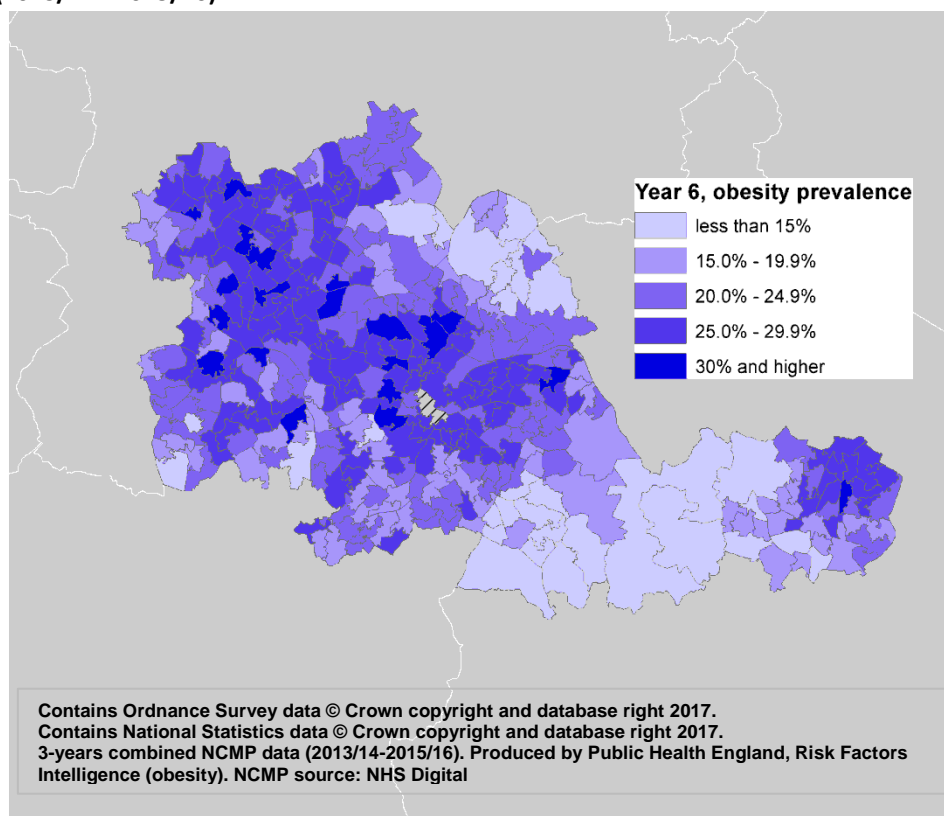 Year 6, obesity prevalence
less than 15%
15.0% - 19.9%
20.0% - 24.9%
25.0% - 29.9%
30% and higher
Contains Ordnance Survey data © Crown copyright and database right 2017.
Contains National Statistics data © Crown copyright and database right 2017.
3-years combined NCMP data (2013/14-2015/16). Produced by Public Health England, Risk Factors
Intelligence (obesity). NCMP source: NHS Digital